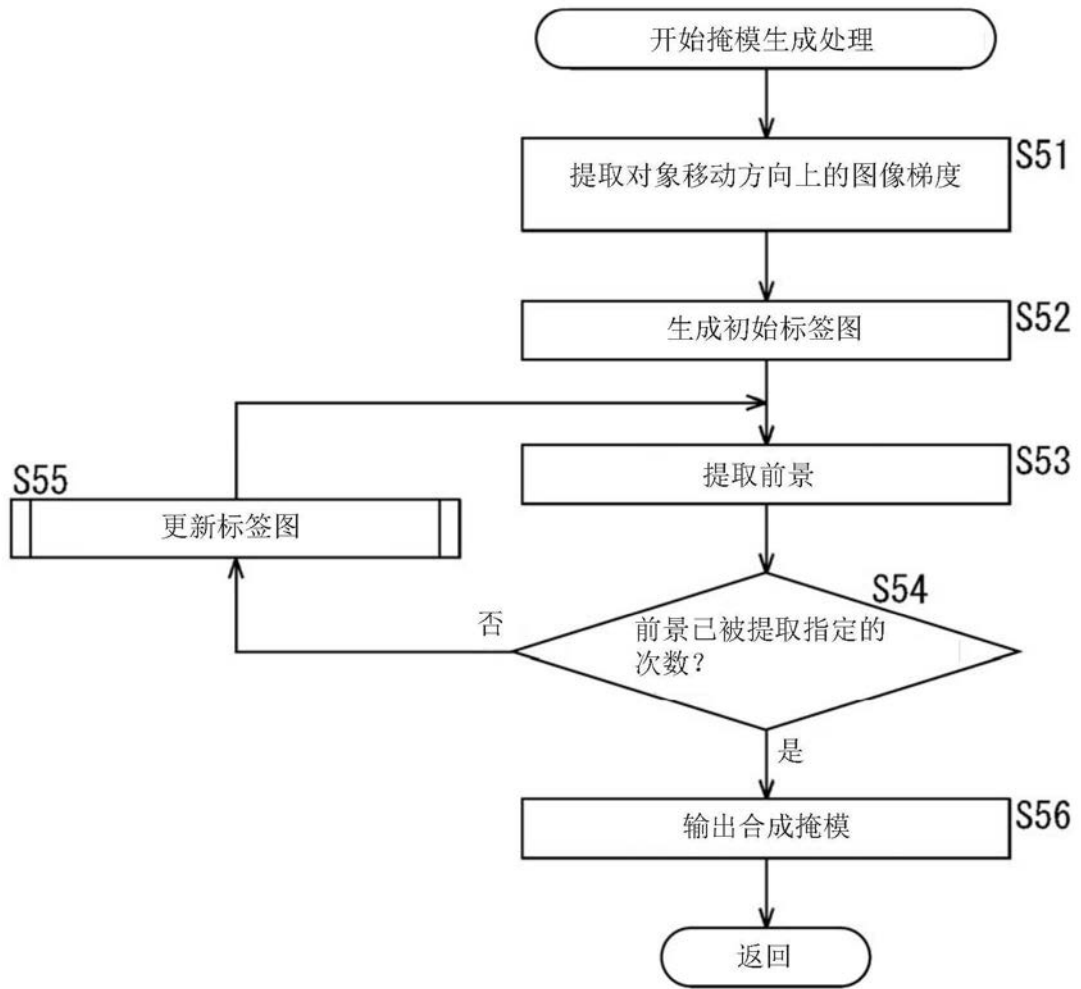 开始掩模生成处理
S51
提取对象移动方向上的图像梯度
S52
生成初始标签图
S53
提取前景
S55
更新标签图
S54
前景已被提取指定的
次数？
否
是
S56
输出合成掩模
返回